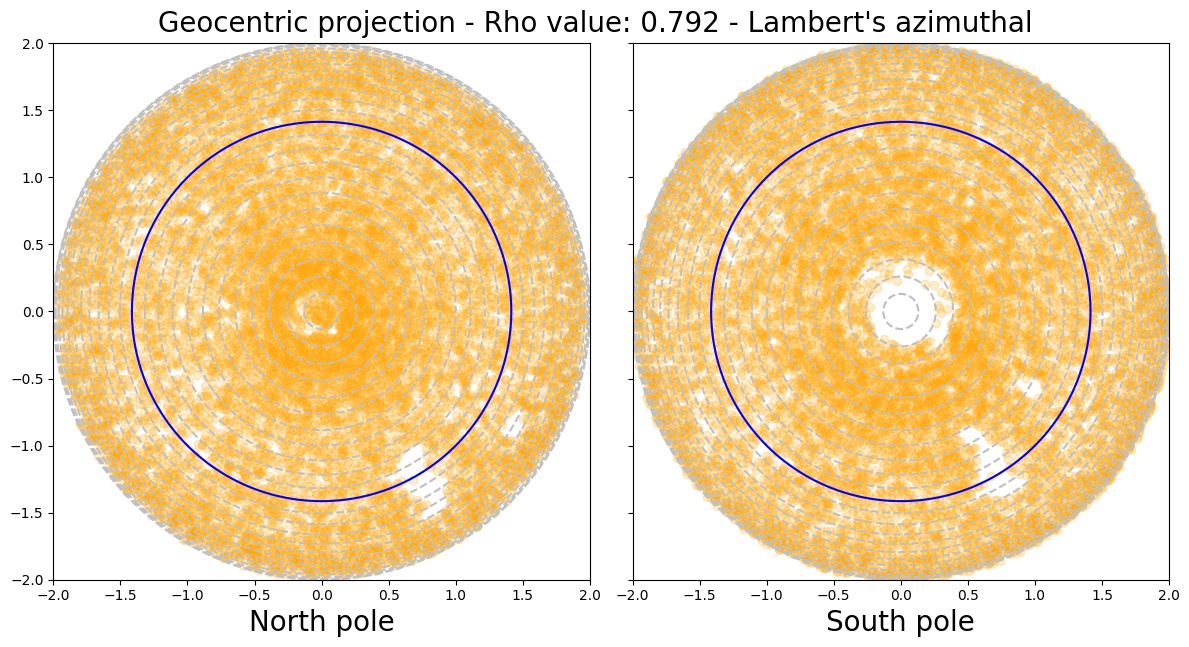 Geocentric projection - Rho value: 0.792 - Lambert's azimuthal
2.0
1.5
1.0
0.5
0.0
−0.5
−1.0
−1.5
−2.0
−2.0 −1.5 −1.0 −0.5 0.0 0.5 1.0 1.5 2.0
−2.0 −1.5 −1.0 −0.5 0.0 0.5 1.0 1.5 2.0
North pole
South pole